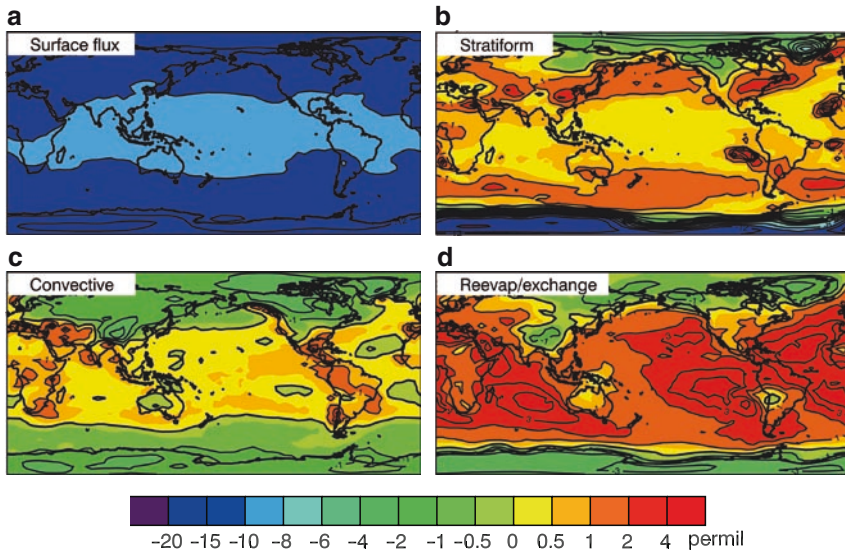 a
Surface flux
b
Stratiform
c
Convective
d
Reevap/exchange
-20 -15 -10 -8 -6 -4 -2 -1 -0.5 0 0.5 1 2 4 permil